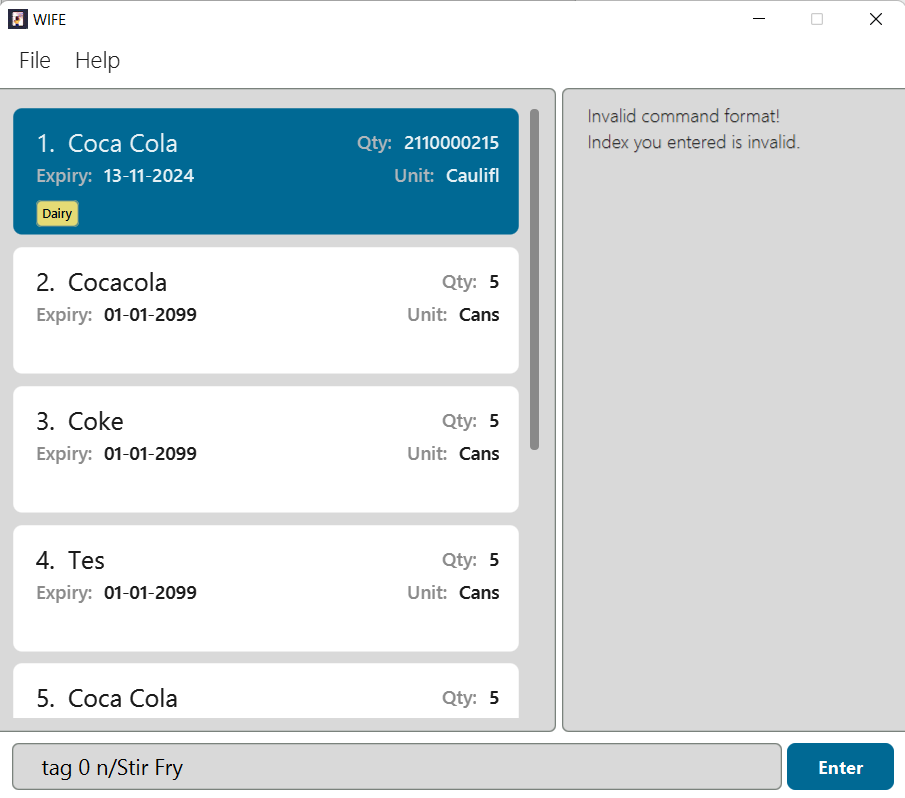 WIFE
File Help
1. Coca Cola Qty: 2110000215
Expiry: 13-11-2024 Unit: Caulifl
Dairy
2. Cocacola Qty: 5
Expiry: 01-01-2099 Unit: Cans
3. Coke Qty: 5
Expiry: 01-01-2099 Unit: Cans
4. Tes Qty: 5
Expiry: 01-01-2099 Unit: Cans
5. Coca Cola Qty: 5
Invalid command format!
Index you entered is invalid.
tag 0 n/Stir Fry
Enter